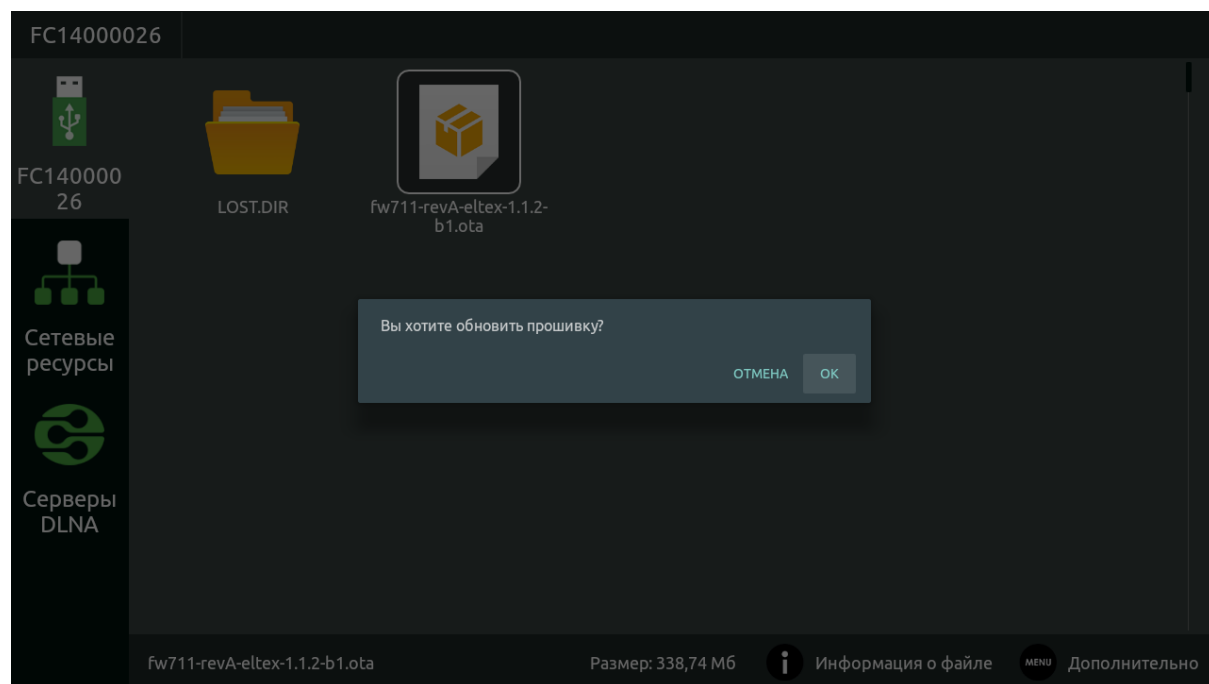 FC14000026
FC140000
26
LOST.DIR
fw711-revA-eltex-1.1.2-
b1.ota
Сетевые
ресурсы
Серверы
DLNA
Вы хотите обновить прошивку?
ОТМЕНА ОК
fw711-revA-eltex-1.1.2-b1.ota Размер: 338,74 Мб i Информация о файле MENU Дополнительно